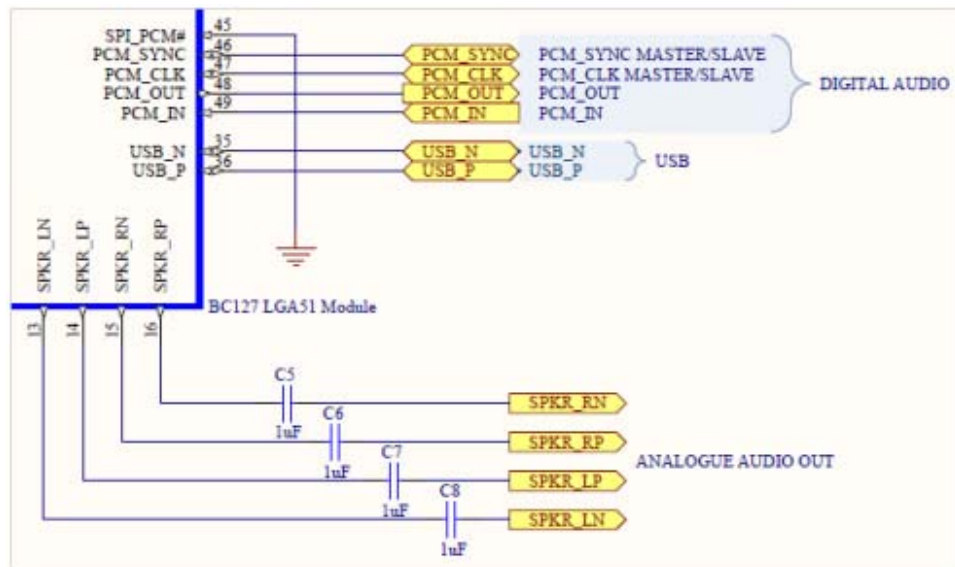 SPI_PCM# 45
PCM_SYNC 46 PCM_SYNC PCM_SYNC MASTER/SLAVE
PCM_CLK 47 PCM_CLK PCM_CLK MASTER/SLAVE
PCM_OUT 48 PCM_OUT PCM_OUT
PCM_IN 49 PCM_IN PCM_IN
DIGITAL AUDIO
USB_N 35 USB_N USB_N
USB_P 36 USB_P USB_P
USB
SPKR_LN
SPKR_LP
SPKR_RN
SPKR_RP
BC127 LGA51 Module
13
14
15
16
C5
1uF
SPKR_RN
C6
1uF
SPKR_RP
C7
1uF
SPKR_LP
C8
1uF
SPKR_LN
ANALOGUE AUDIO OUT